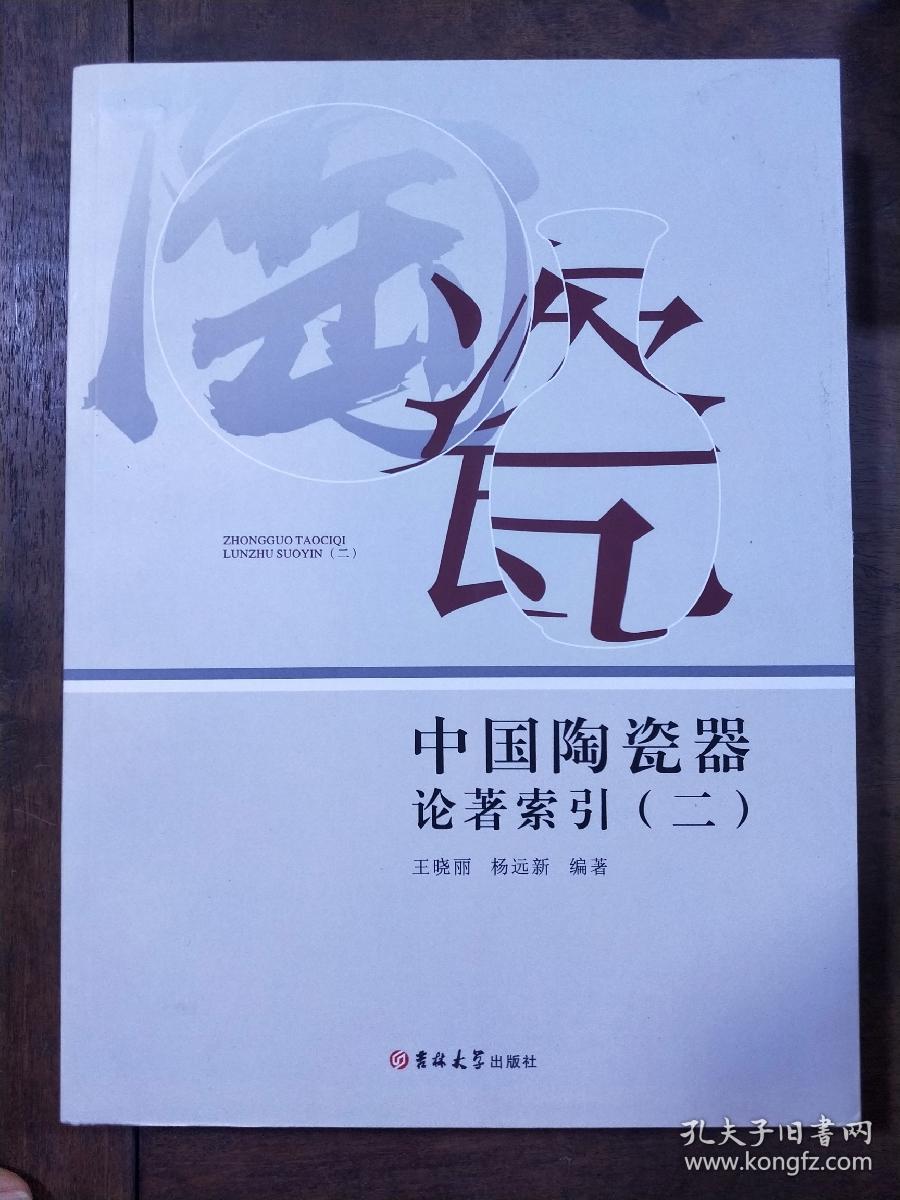 陶
瓷
ZHONGGUO TAOCIQI
LUNZHU SUOYIN（二）
中国陶瓷器
论著索引（二）
王晓丽 杨远新 编著
吉林大学出版社
孔夫子旧书网
www.kongfz.com